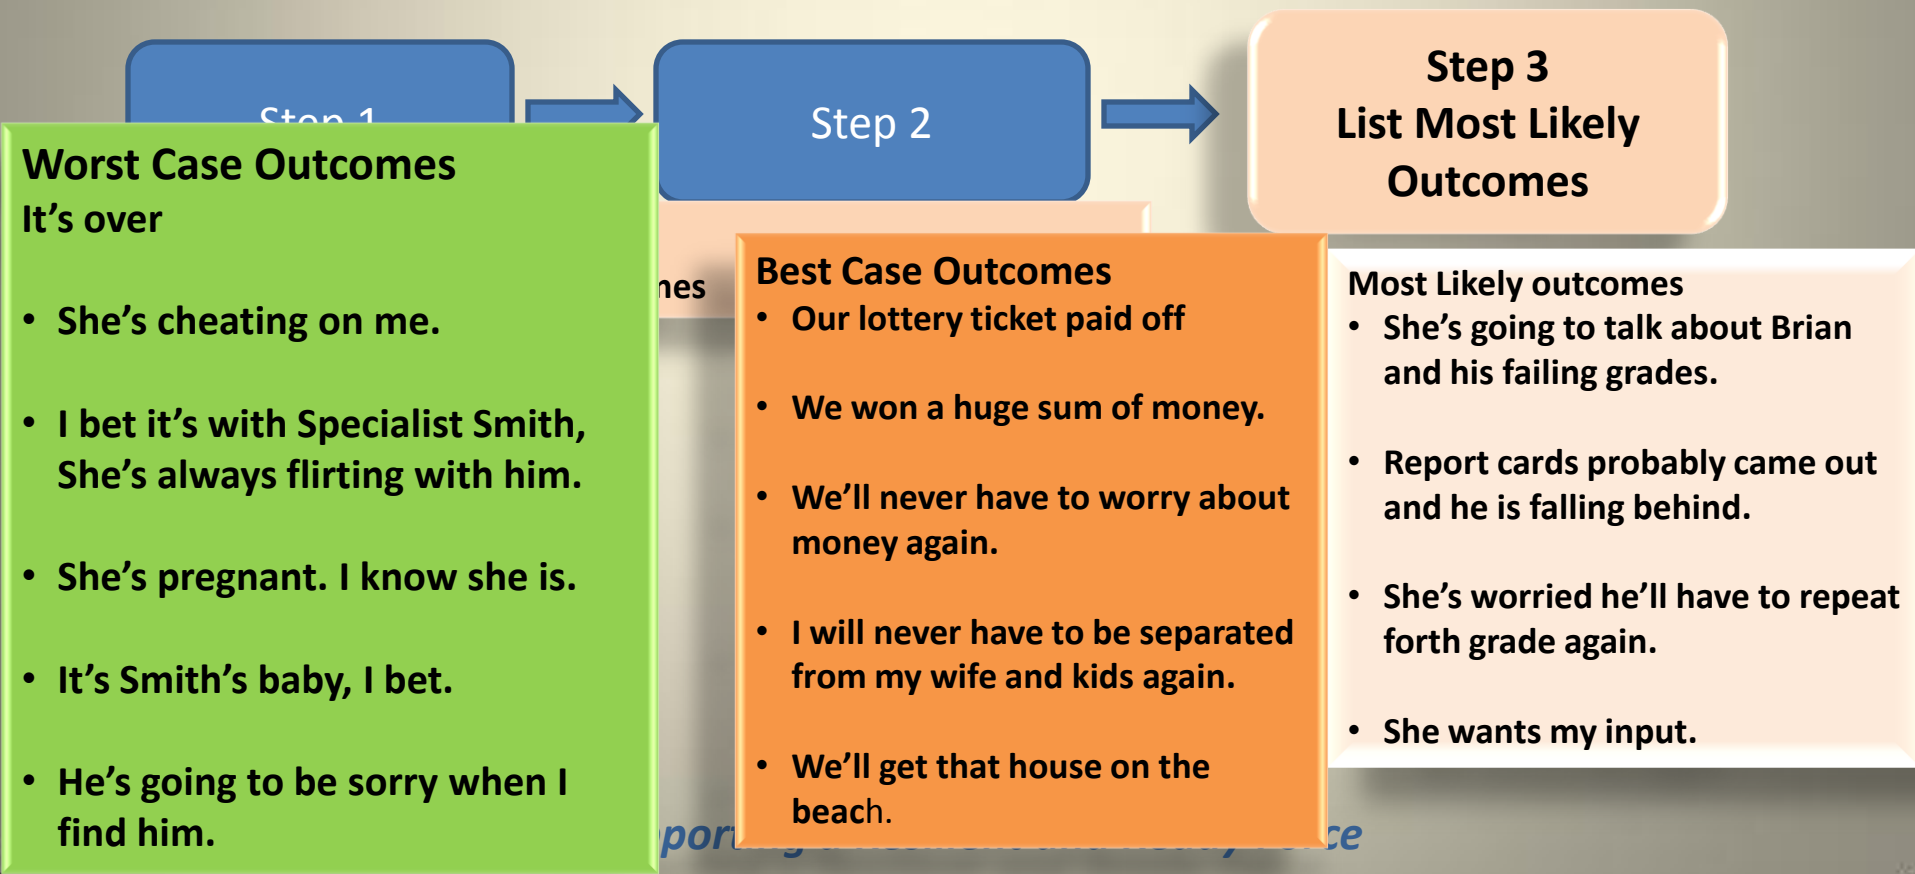 Step 1
Step 2
Step 3
List Most Likely
Outcomes
Worst Case Outcomes
It's over
• She's cheating on me.
• I bet it's with Specialist Smith,
She's always flirting with him.
• She's pregnant. I know she is.
• It's Smith's baby, I bet.
• He's going to be sorry when I
find him.
Best Case Outcomes
• Our lottery ticket paid off
• We won a huge sum of money.
• We'll never have to worry about
money again.
• I will never have to be separated
from my wife and kids again.
• We'll get that house on the
beach.
Most Likely outcomes
• She's going to talk about Brian
and his failing grades.
• Report cards probably came out
and he is falling behind.
• She's worried he'll have to repeat
forth grade again.
• She wants my input.